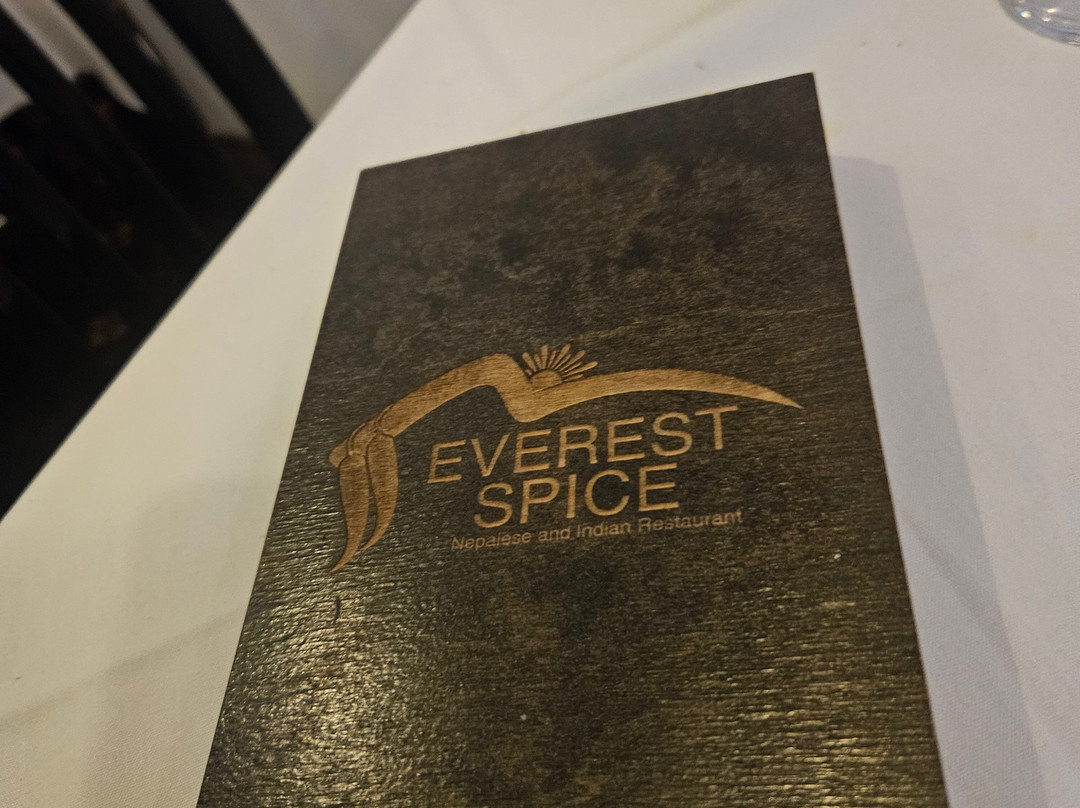 EVEREST
SPICE
Nepalese and Indian Restaurant